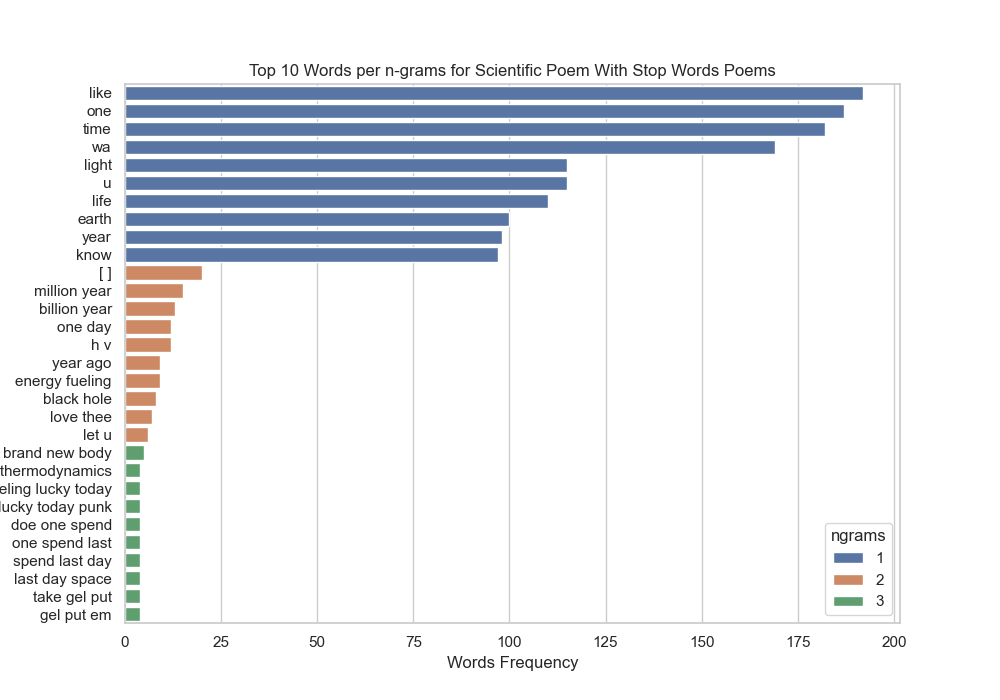 Top 10 Words per n-grams for Scientific Poem With Stop Words Poems
like
one
time
wa
light
u
life
earth
year
know
[ ]
million year
billion year
one day
h v
year ago
energy fueling
black hole
love thee
let u
brand new body
thermodynamics
eling lucky today
lucky today punk
doe one spend
one spend last
spend last day
last day space
take gel put
gel put em
ngrams
1
2
3
0 25 50 75 100 125 150 175 200
Words Frequency